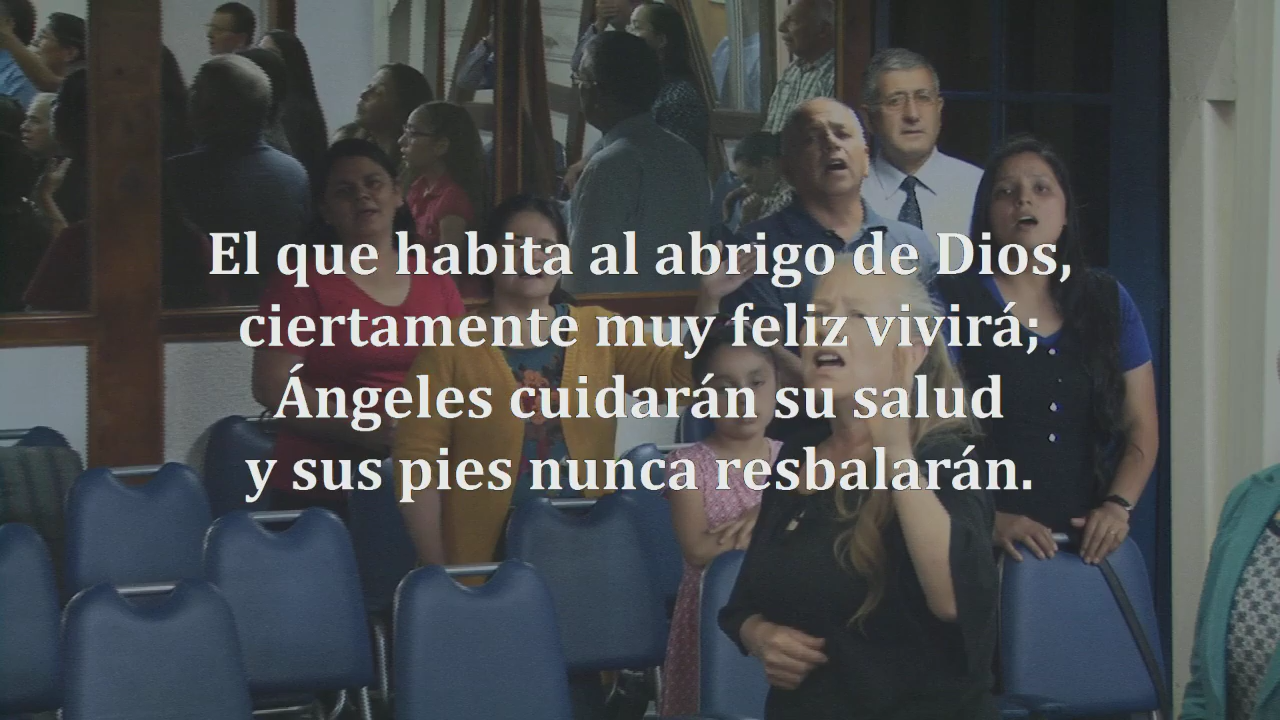 El que habita al abrigo de Dios,
ciertamente muy feliz vivirá;
Ángeles cuidarán su salud
y sus pies nunca resbalarán.